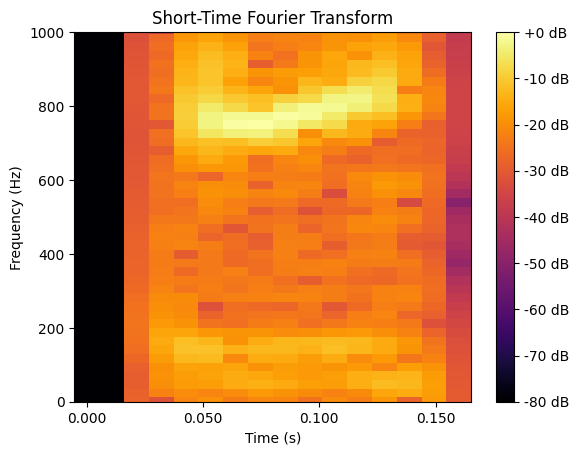 Short-Time Fourier Transform
1000
800
600
400
200
0
Frequency (Hz)
0.000
0.050
0.100
0.150
Time (s)
+0 dB
-10 dB
-20 dB
-30 dB
-40 dB
-50 dB
-60 dB
-70 dB
-80 dB